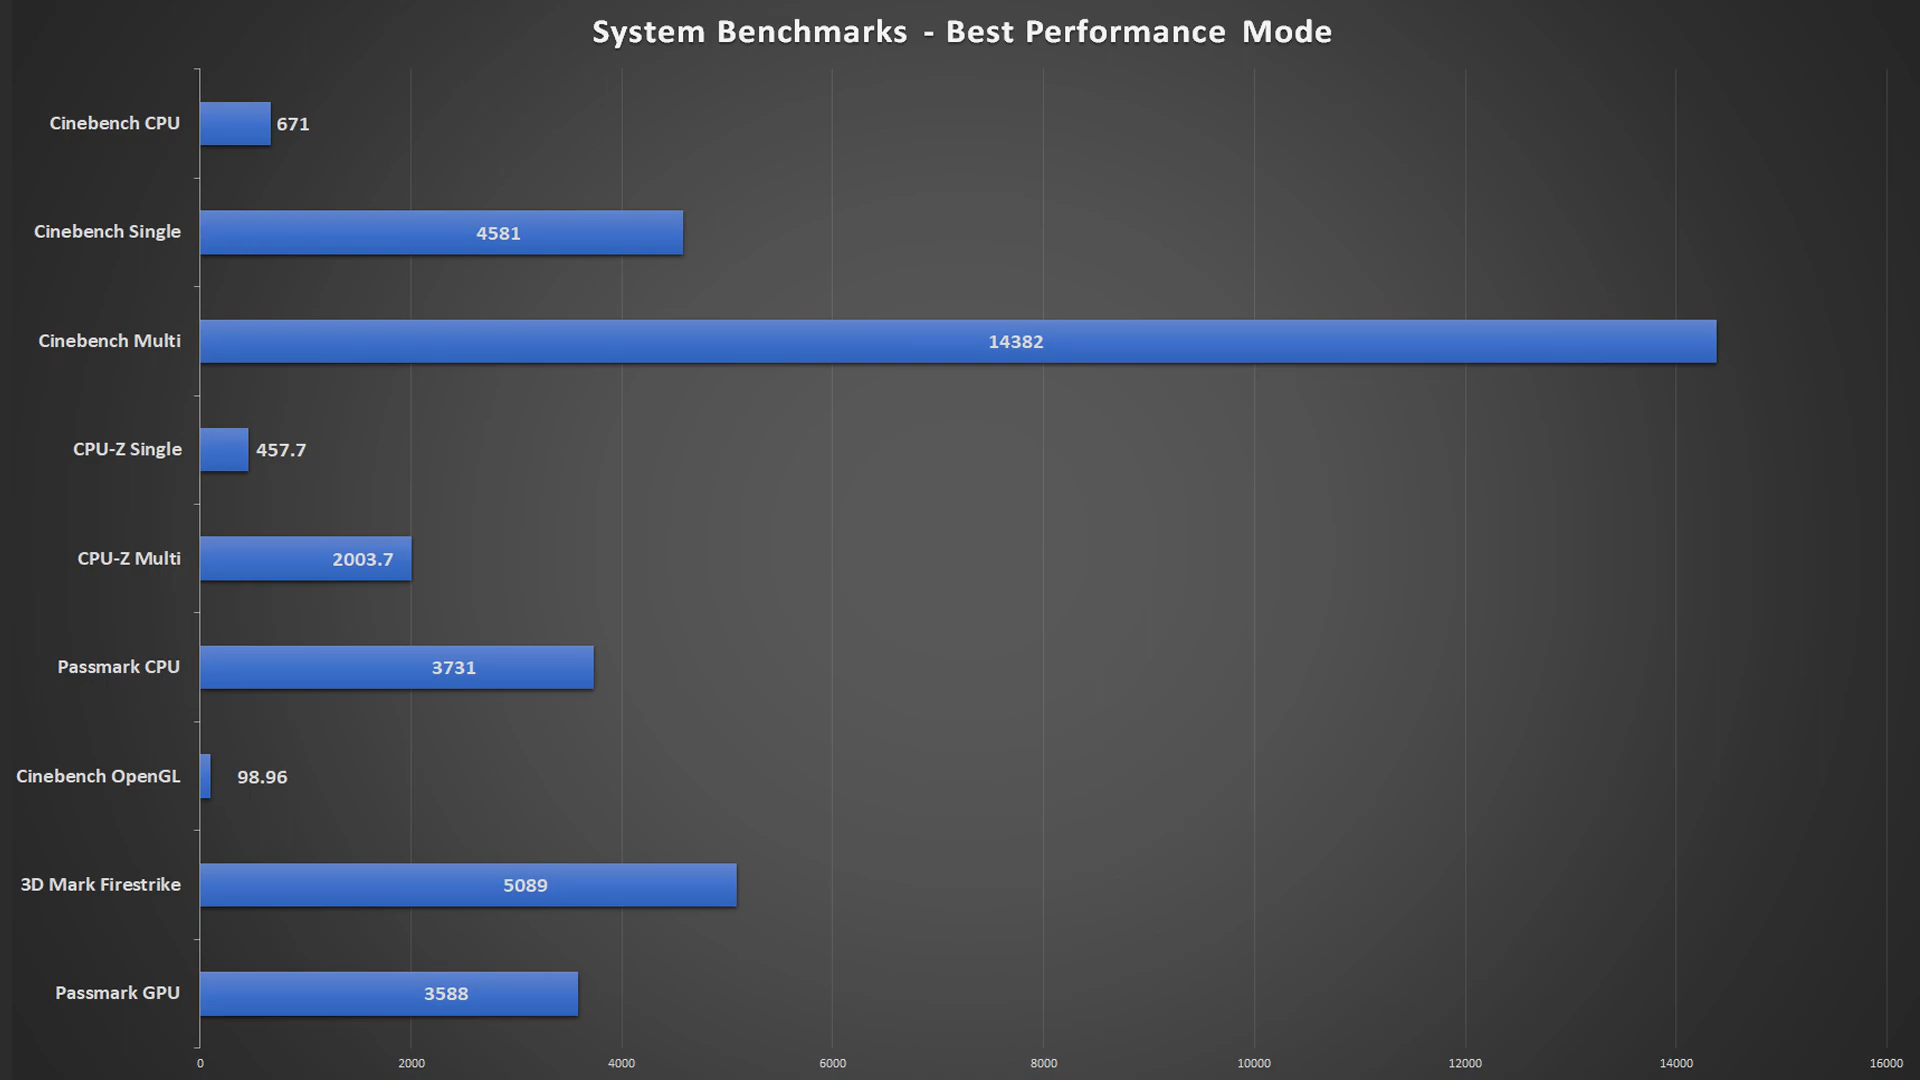 System Benchmarks - Best Performance Mode
Cinebench CPU 671
Cinebench Single 4581
Cinebench Multi 14382
CPU-Z Single 457.7
CPU-Z Multi 2003.7
Passmark CPU 3731
Cinebench OpenGL 98.96
3D Mark Firestrike 5089
Passmark GPU 3588
0 2000 4000 6000 8000 10000 12000 14000 16000